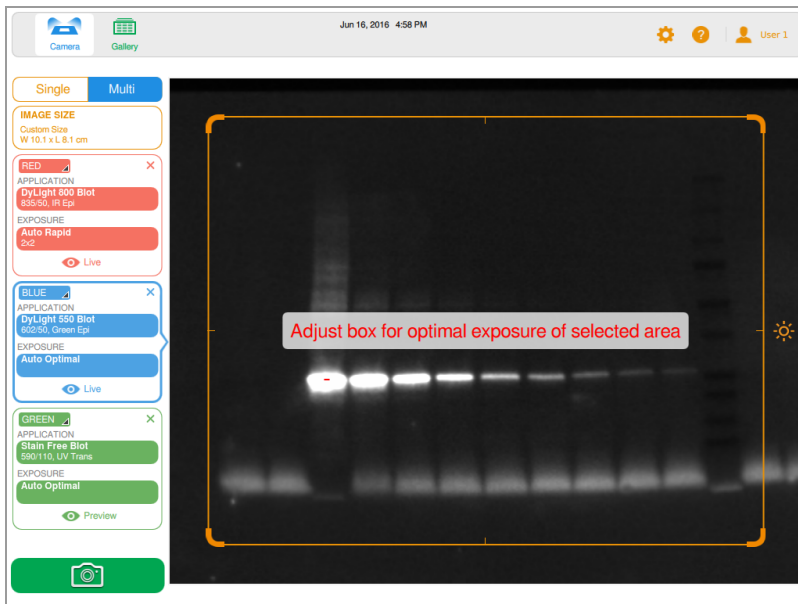 Jun 16, 2016 4:58 PM
Camera
Gallery
User 1
Single
Multi
IMAGE SIZE
Custom Size
W 10.1 x L 8.1 cm
RED
APPLICATION
DyLight 800 Blot
835/50, IR Epi
EXPOSURE
Auto Rapid
2x2
Live
BLUE
APPLICATION
DyLight 550 Blot
602/50, Green Epi
EXPOSURE
Auto Optimal
Live
GREEN
APPLICATION
Stain Free Blot
590/110, UV Trans
EXPOSURE
Auto Optimal
Preview
Adjust box for optimal exposure of selected area